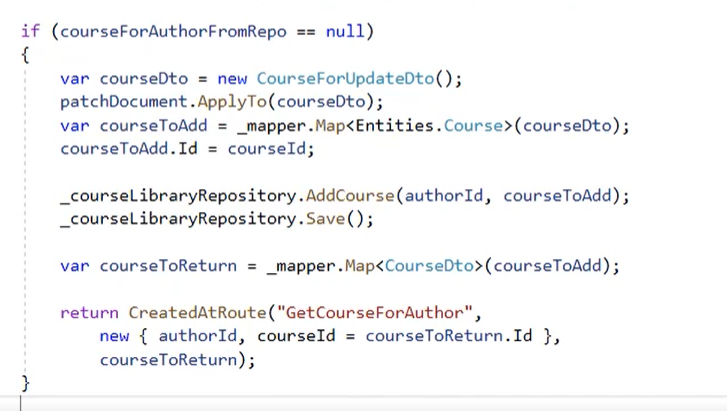 if (courseForAuthorFromRepo == null)
{
var courseDto = new CourseForUpdateDto();
patchDocument.ApplyTo(courseDto);
var courseToAdd = _mapper.Map<Entities.Course>(courseDto);
courseToAdd.Id = courseId;
_courseLibraryRepository.AddCourse(authorId, courseToAdd);
_courseLibraryRepository.Save();
var courseToReturn = _mapper.Map<CourseDto>(courseToAdd);
return CreatedAtRoute("GetCourseForAuthor",
new { authorId, courseId = courseToReturn.Id },
courseToReturn);
}